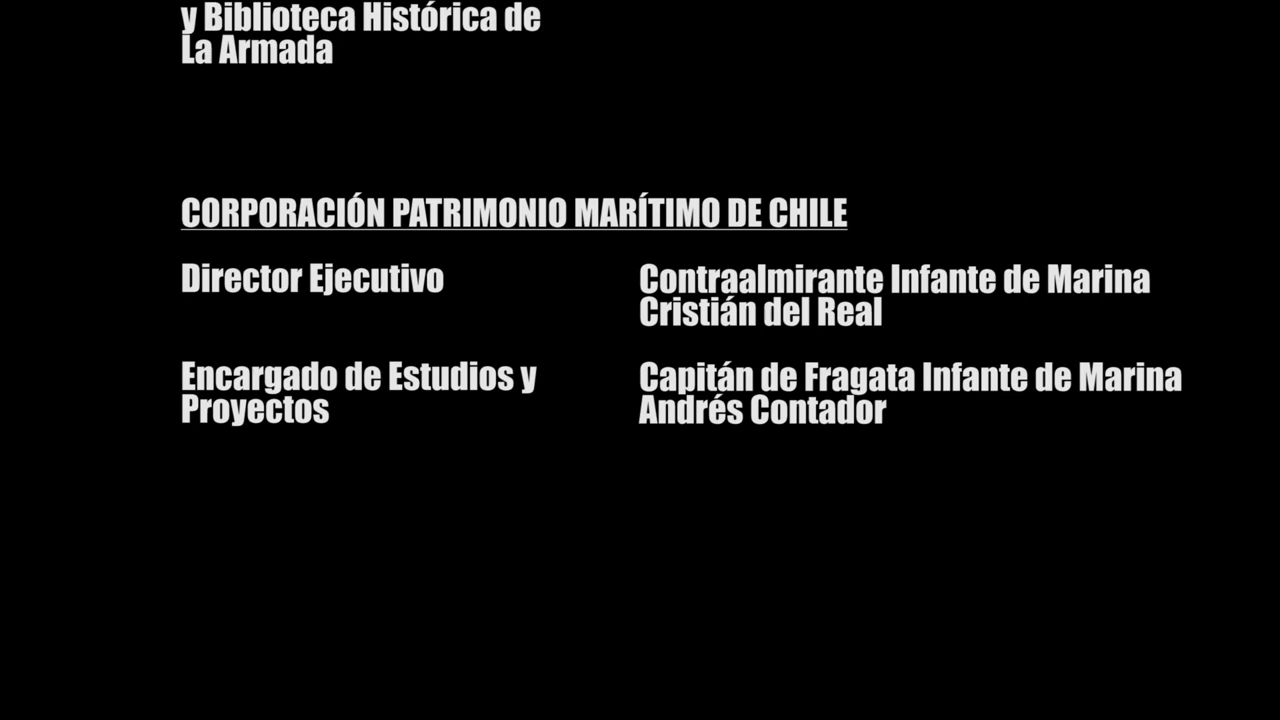 y Biblioteca Histórica de
La Armada
CORPORACIÓN PATRIMONIO MARÍTIMO DE CHILE
Director Ejecutivo
Contraalmirante Infante de Marina
Cristián del Real
Encargado de Estudios y
Proyectos
Capitán de Fragata Infante de Marina
Andrés Contador